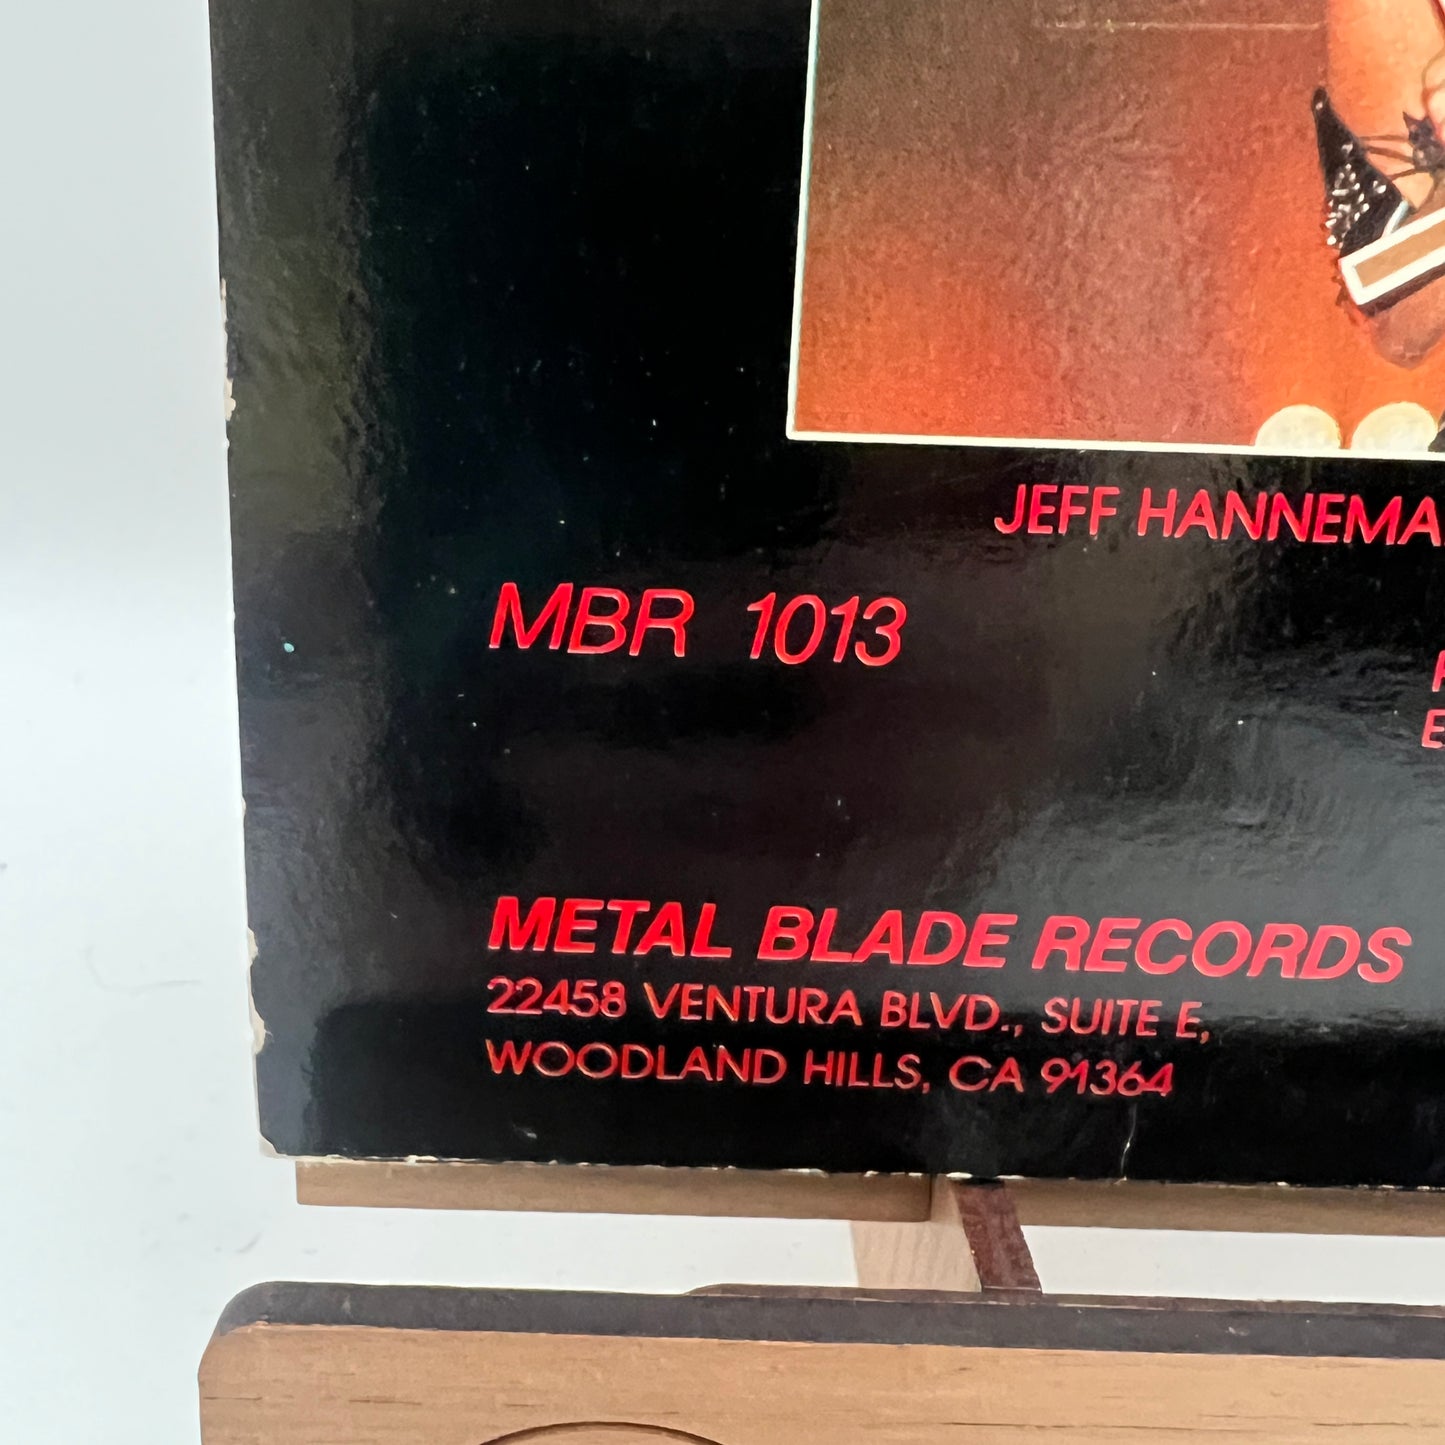 JEFF HANNEMA
MBR 1013
METAL BLADE RECORDS
22458 VENTURA BLVD., SUITE E,
WOODLAND HILLS, CA 91364